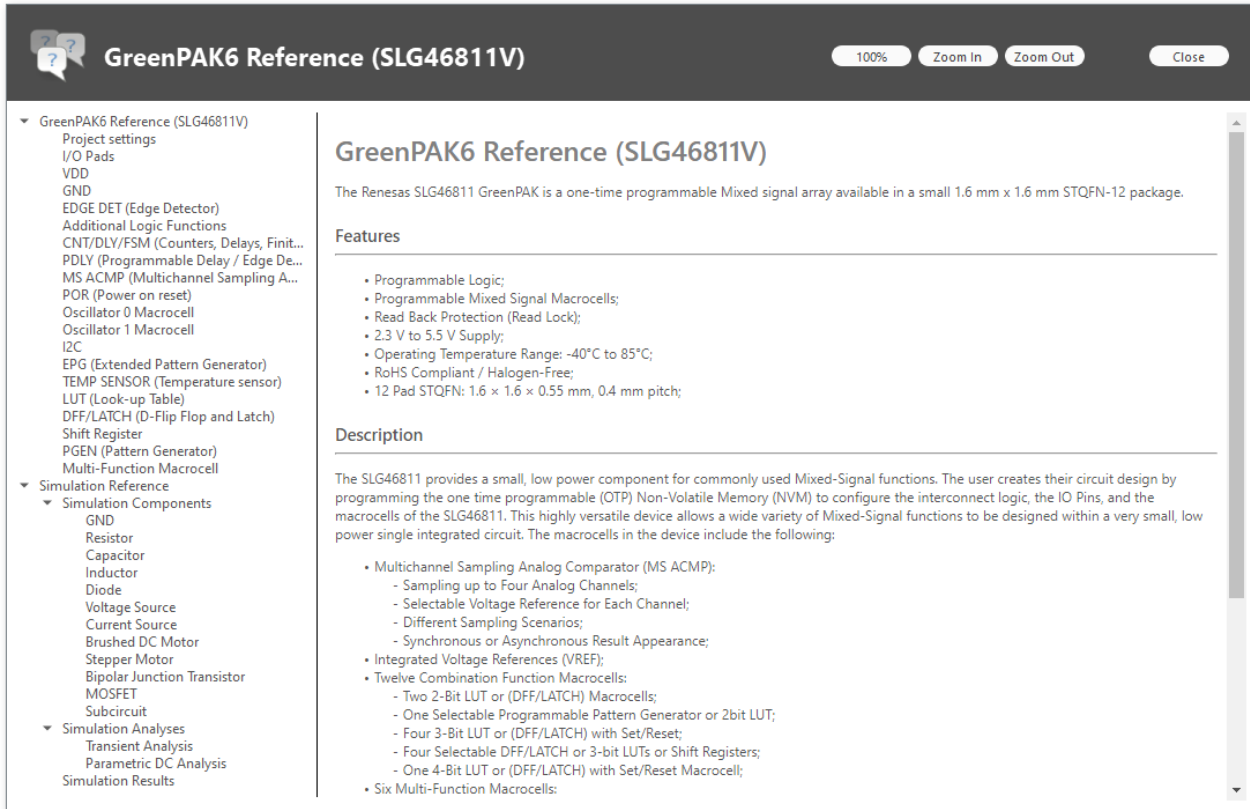 GreenPAK6 Reference (SLG46811V)
100%
Zoom In
Zoom Out
Close
GreenPAK6 Reference (SLG46811V)
Project settings
I/O Pads
VDD
GND
EDGE DET (Edge Detector)
Additional Logic Functions
CNT/DLY/FSM (Counters, Delays, Finit...
PDLY (Programmable Delay / Edge De...
MS ACMP (Multichannel Sampling A...
POR (Power on reset)
Oscillator 0 Macrocell
Oscillator 1 Macrocell
I2C
EPG (Extended Pattern Generator)
TEMP SENSOR (Temperature sensor)
LUT (Look-up Table)
DFF/LATCH (D-Flip Flop and Latch)
Shift Register
PGEN (Pattern Generator)
Multi-Function Macrocell
Simulation Reference
Simulation Components
GND
Resistor
Capacitor
Inductor
Diode
Voltage Source
Current Source
Brushed DC Motor
Stepper Motor
Bipolar Junction Transistor
MOSFET
Subcircuit
Simulation Analyses
Transient Analysis
Parametric DC Analysis
Simulation Results
GreenPAK6 Reference (SLG46811V)
The Renesas SLG46811 GreenPAK is a one-time programmable Mixed signal array available in a small 1.6 mm x 1.6 mm STQFN-12 package.
Features
• Programmable Logic;
• Programmable Mixed Signal Macrocells;
• Read Back Protection (Read Lock);
• 2.3 V to 5.5 V Supply;
• Operating Temperature Range: -40°C to 85°C;
• RoHS Compliant / Halogen-Free;
• 12 Pad STQFN: 1.6 × 1.6 × 0.55 mm, 0.4 mm pitch;
Description
The SLG46811 provides a small, low power component for commonly used Mixed-Signal functions. The user creates their circuit design by
programming the one time programmable (OTP) Non-Volatile Memory (NVM) to configure the interconnect logic, the IO Pins, and the
macrocells of the SLG46811. This highly versatile device allows a wide variety of Mixed-Signal functions to be designed within a very small, low
power single integrated circuit. The macrocells in the device include the following:
• Multichannel Sampling Analog Comparator (MS ACMP):
- Sampling up to Four Analog Channels;
- Selectable Voltage Reference for Each Channel;
- Different Sampling Scenarios;
- Synchronous or Asynchronous Result Appearance;
• Integrated Voltage References (VREF);
• Twelve Combination Function Macrocells:
- Two 2-Bit LUT or (DFF/LATCH) Macrocells;
- One Selectable Programmable Pattern Generator or 2bit LUT;
- Four 3-Bit LUT or (DFF/LATCH) with Set/Reset;
- Four Selectable DFF/LATCH or 3-bit LUTs or Shift Registers;
- One 4-Bit LUT or (DFF/LATCH) with Set/Reset Macrocell;
• Six Multi-Function Macrocells: